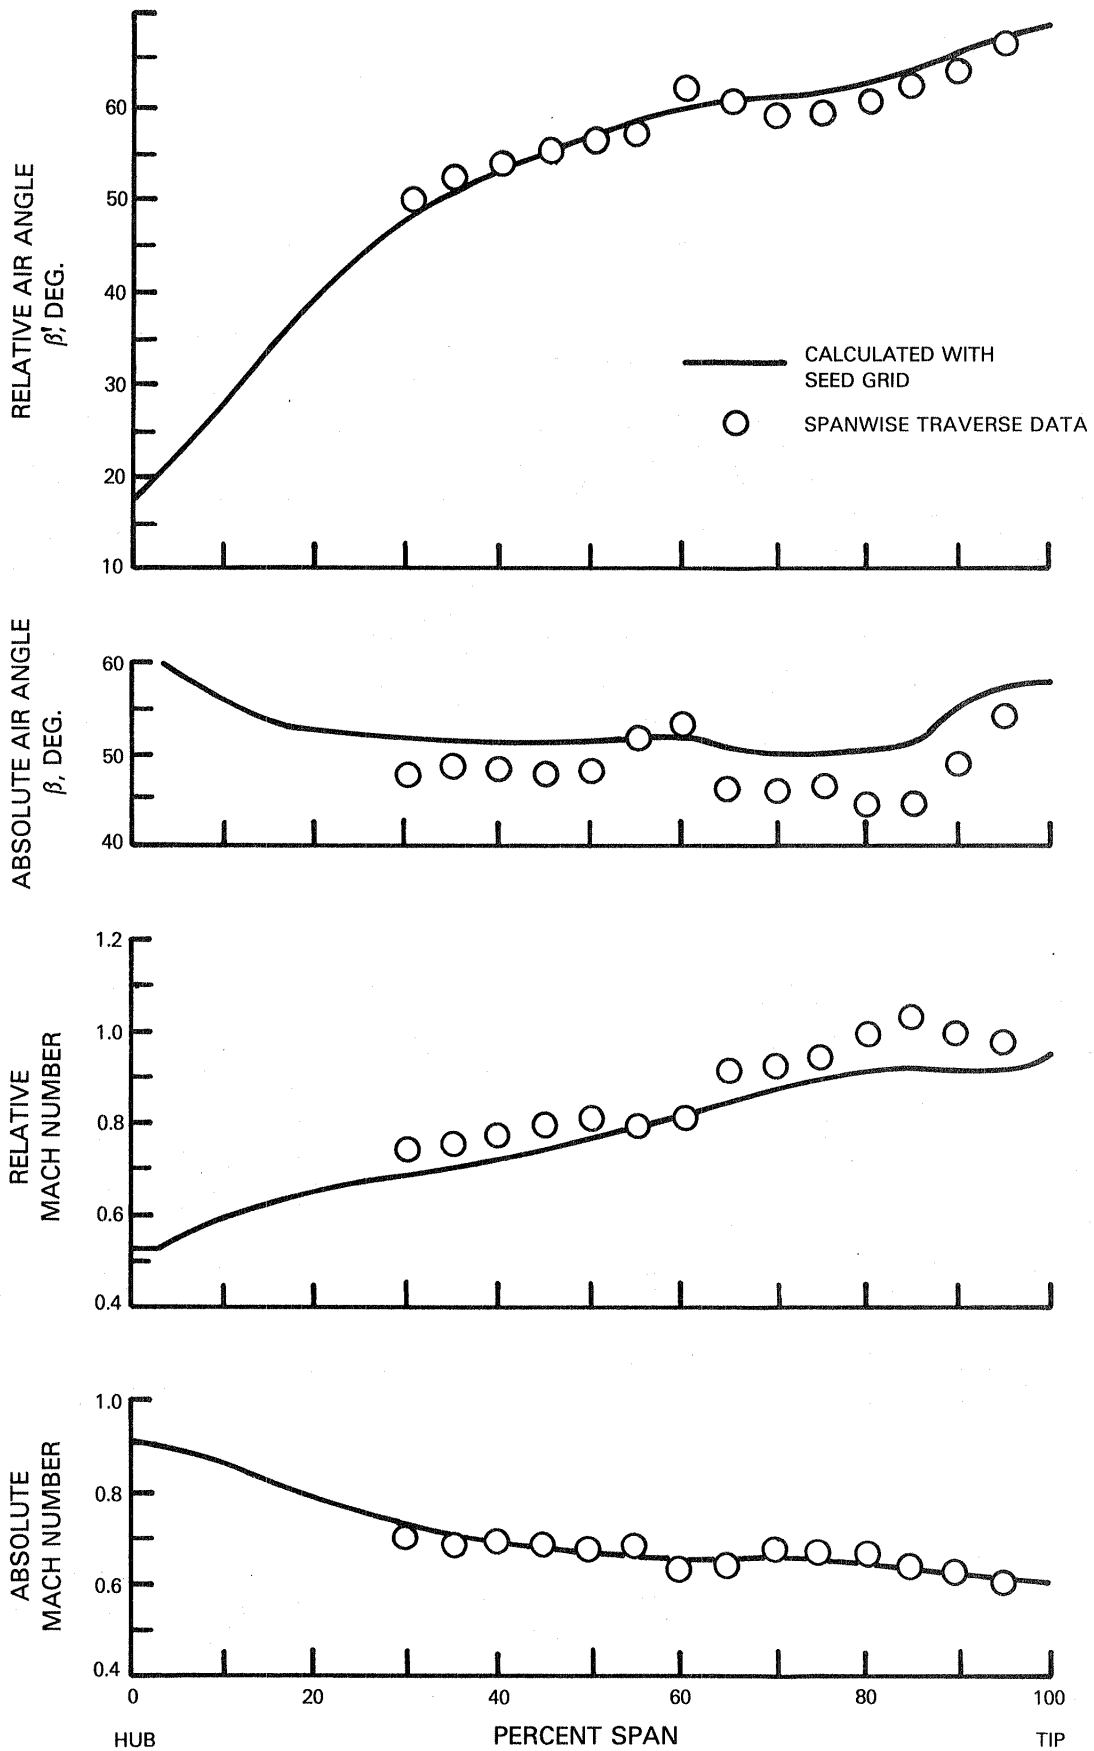 RELATIVE AIR ANGLE
β′, DEG.
60
50
40
30
20
10
CALCULATED WITH
SEED GRID
SPANWISE TRAVERSE DATA
ABSOLUTE AIR ANGLE
β, DEG.
60
50
40
RELATIVE
MACH NUMBER
1.2
1.0
0.8
0.6
0.4
ABSOLUTE
MACH NUMBER
1.0
0.8
0.6
0.4
0 20 40 60 80 100
HUB PERCENT SPAN TIP